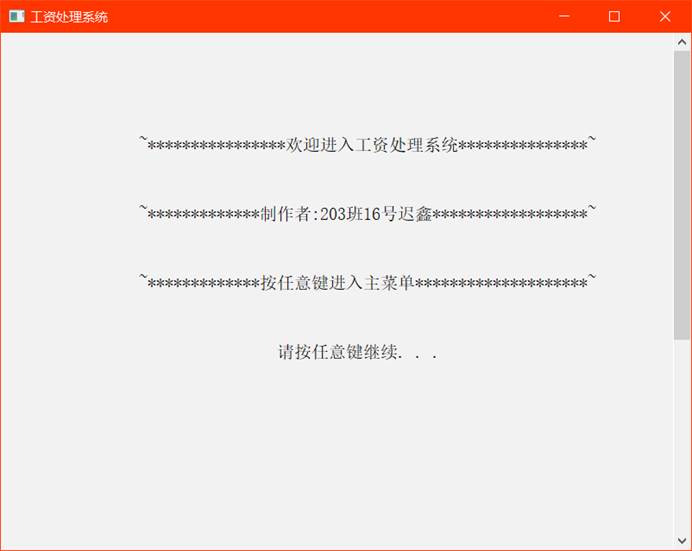 工资处理系统
~****************欢迎进入工资处理系统***************~
~*************制作者:203班16号迟鑫******************~
~*************按任意键进入主菜单********************~
请按任意键继续. . .